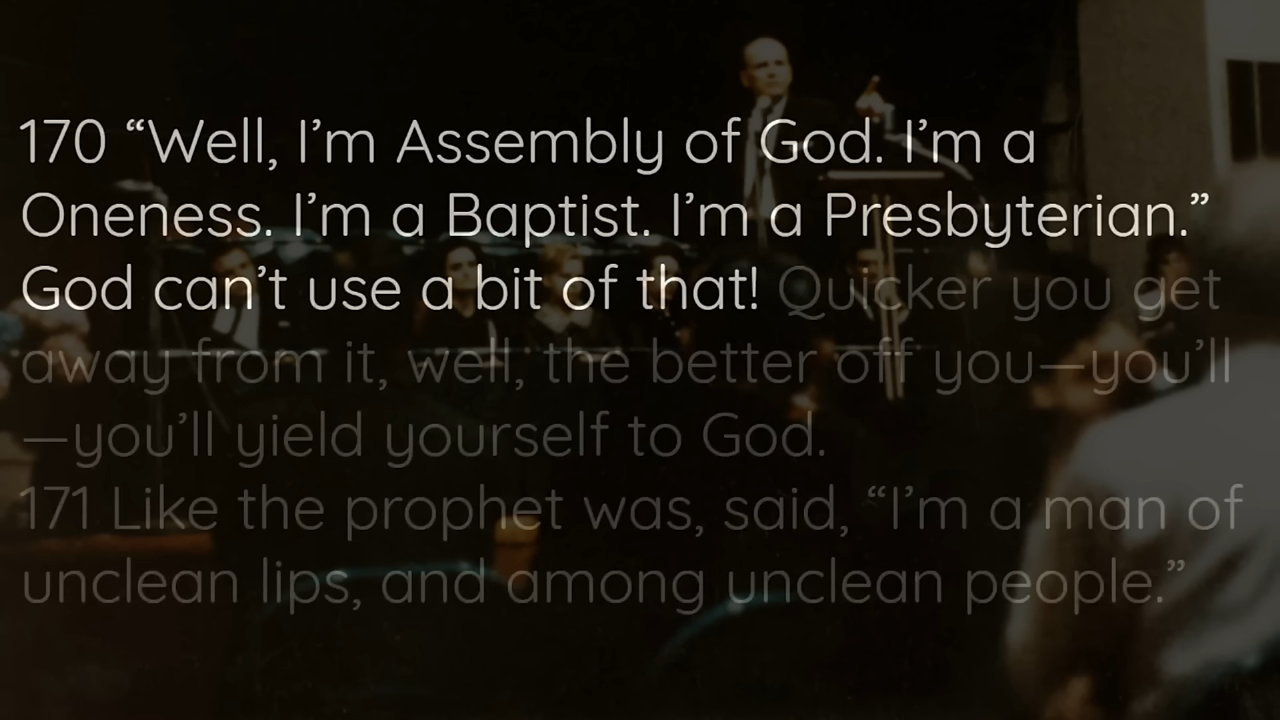 170 “Well, I’m Assembly of God. I’m a
Oneness. I’m a Baptist. I’m a Presbyterian.”
God can’t use a bit of that! Quicker you get
away from it, well, the better off you—you’ll
—you’ll yield yourself to God.
171 Like the prophet was, said, “I’m a man of
unclean lips, and among unclean people.”